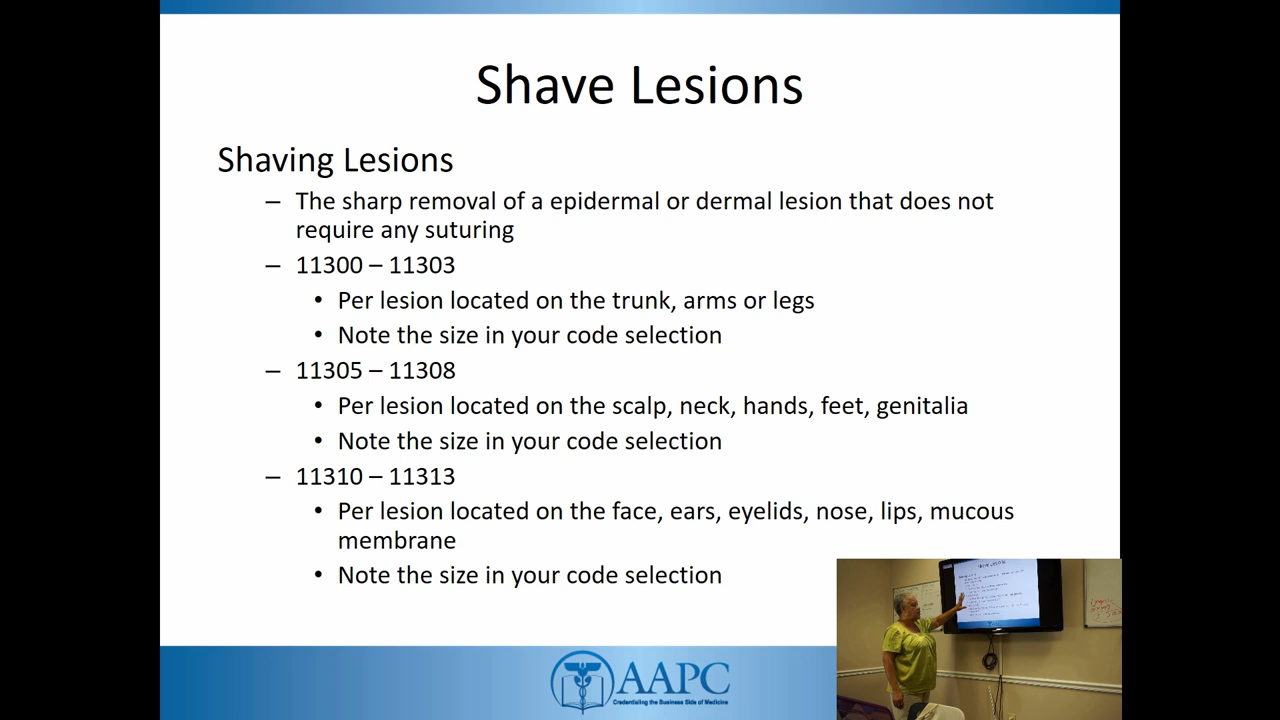 Shave Lesions
Shaving Lesions
– The sharp removal of a epidermal or dermal lesion that does not
require any suturing
– 11300 – 11303
• Per lesion located on the trunk, arms or legs
• Note the size in your code selection
– 11305 – 11308
• Per lesion located on the scalp, neck, hands, feet, genitalia
• Note the size in your code selection
– 11310 – 11313
• Per lesion located on the face, ears, eyelids, nose, lips, mucous
membrane
• Note the size in your code selection
AAPC
Credentialing the Business Side of Medicine
Shave Lesions